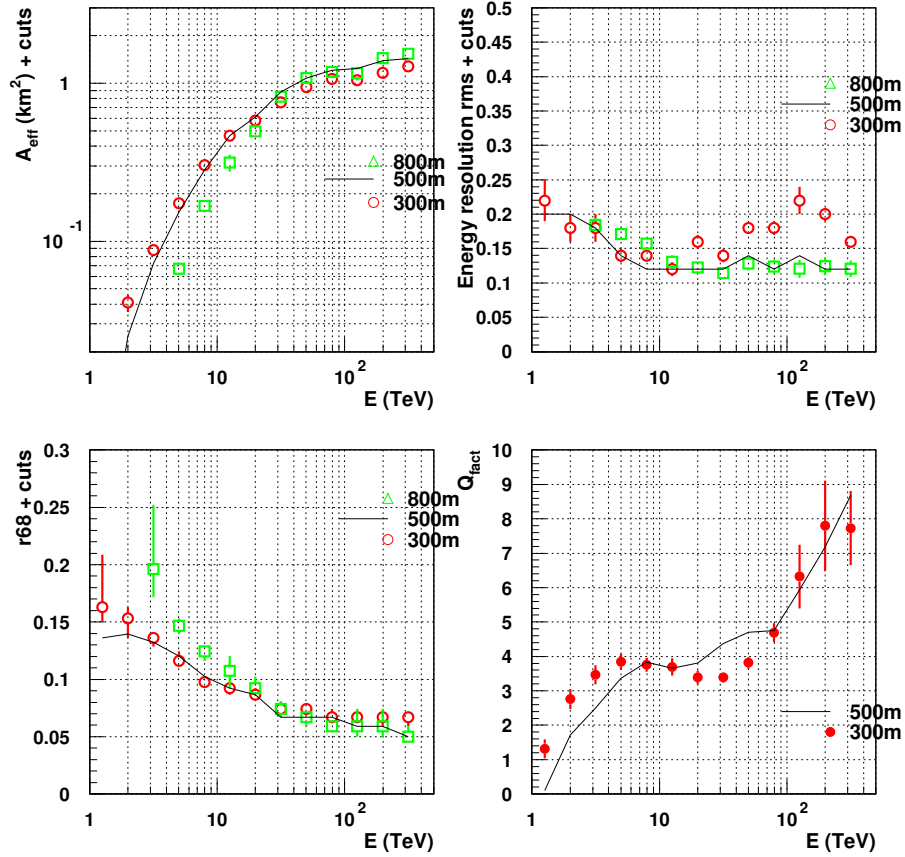 A_eff (km²) + cuts
1
10⁻¹
800m
500m
300m
1
10
10²
E (TeV)
Energy resolution rms + cuts
0.5
0.45
0.4
0.35
0.3
0.25
0.2
0.15
0.1
0.05
0
800m
500m
300m
1
10
10²
E (TeV)
r68 + cuts
0.3
0.25
0.2
0.15
0.1
0.05
0
800m
500m
300m
1
10
10²
E (TeV)
Q_fact
10
9
8
7
6
5
4
3
2
1
0
500m
300m
1
10
10²
E (TeV)